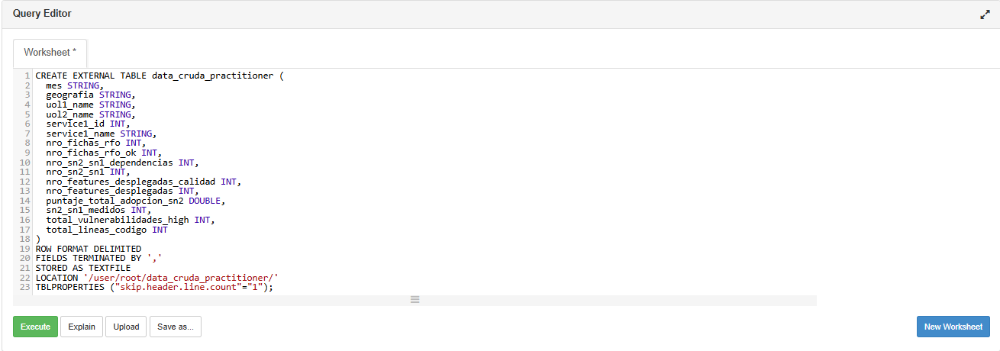 Query Editor
Worksheet *
1 CREATE EXTERNAL TABLE data_cruda_practitioner (
2   mes STRING,
3   geografia STRING,
4   uol1_name STRING,
5   uol2_name STRING,
6   service1_id INT,
7   service1_name STRING,
8   nro_fichas_rfo INT,
9   nro_fichas_rfo_ok INT,
10   nro_sn2_sn1_dependencias INT,
11   nro_sn2_sn1 INT,
12   nro_features_desplegadas_calidad INT,
13   nro_features_desplegadas INT,
14   puntaje_total_adopcion_sn2 DOUBLE,
15   sn2_sn1_medidos INT,
16   total_vulnerabilidades_high INT,
17   total_lineas_codigo INT
18 )
19 ROW FORMAT DELIMITED
20 FIELDS TERMINATED BY ','
21 STORED AS TEXTFILE
22 LOCATION '/user/root/data_cruda_practitioner/'
23 TBLPROPERTIES ("skip.header.line.count"="1");
Execute Explain Upload Save as... New Worksheet